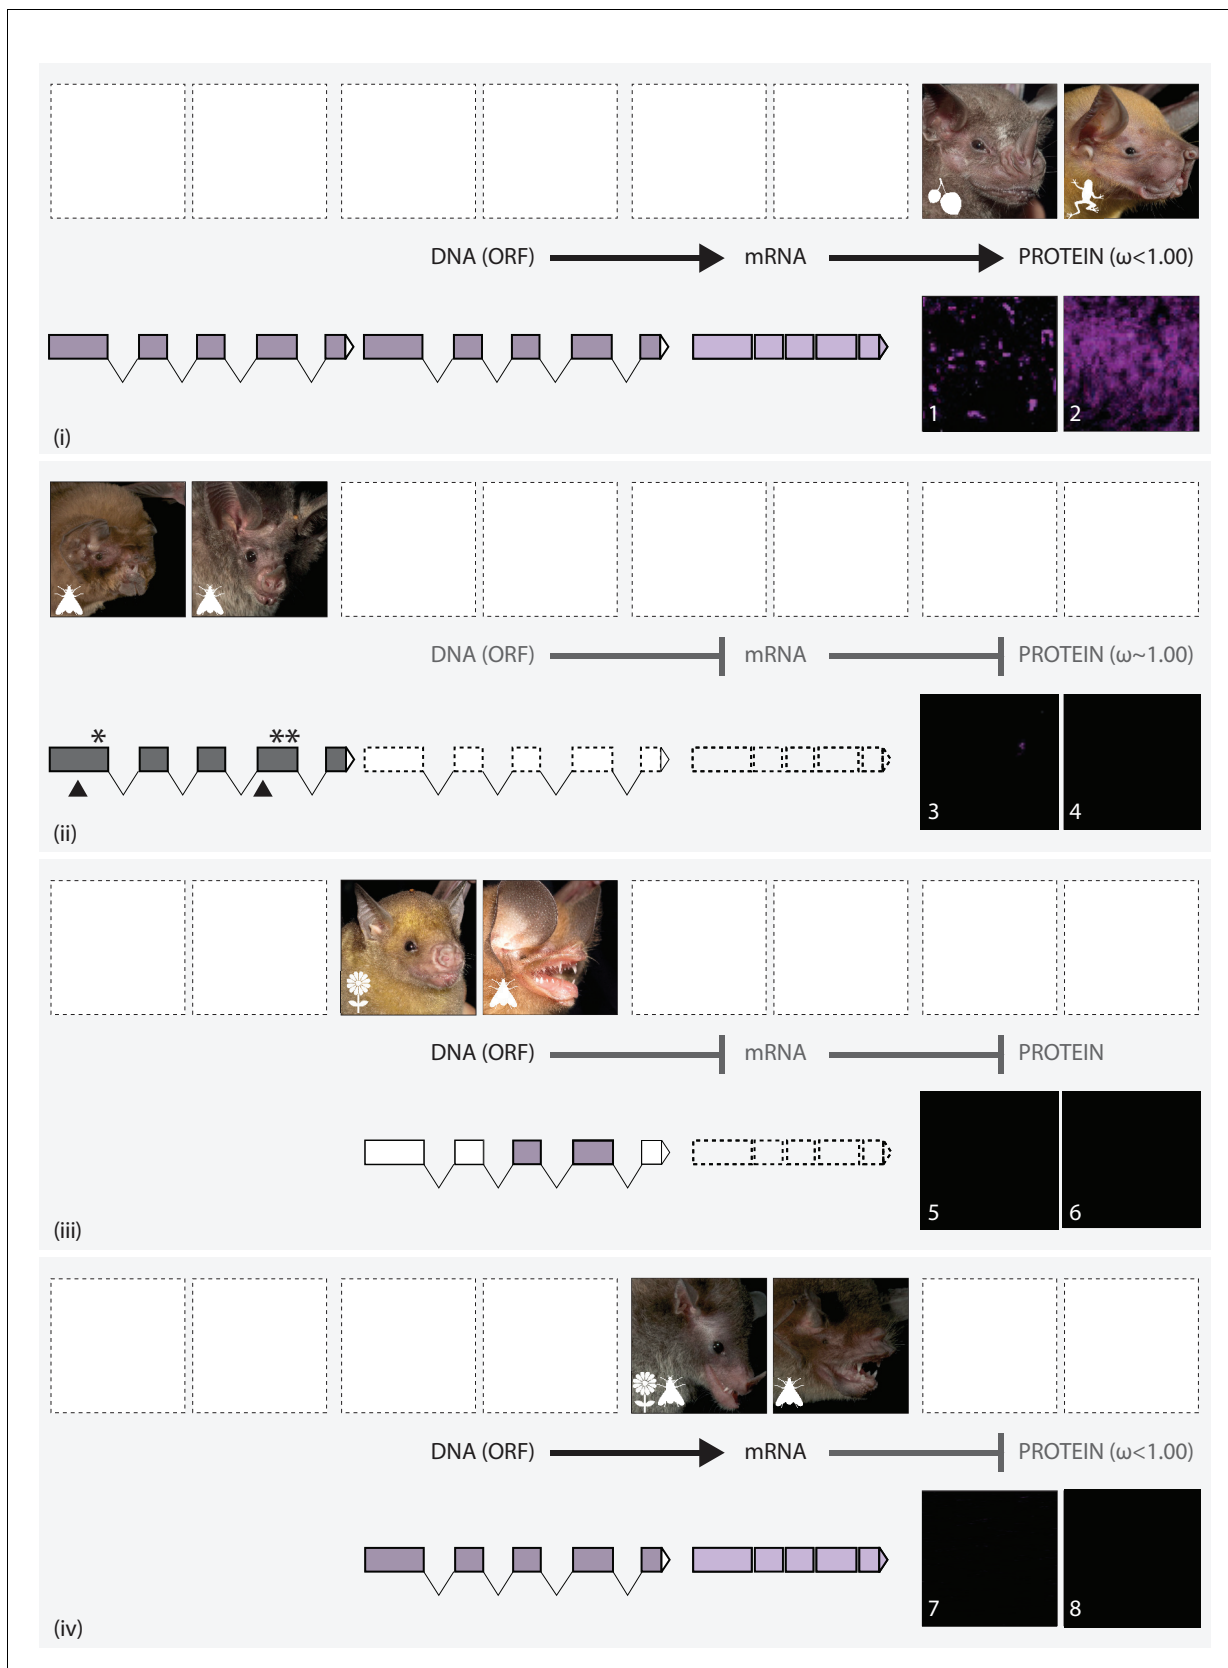 DNA (ORF) mRNA PROTEIN (ω<1.00)
1 2
(i)
DNA (ORF) mRNA PROTEIN (ω~1.00)
* **
3 4
(ii)
DNA (ORF) mRNA PROTEIN
5 6
(iii)
DNA (ORF) mRNA PROTEIN (ω<1.00)
7 8
(iv)